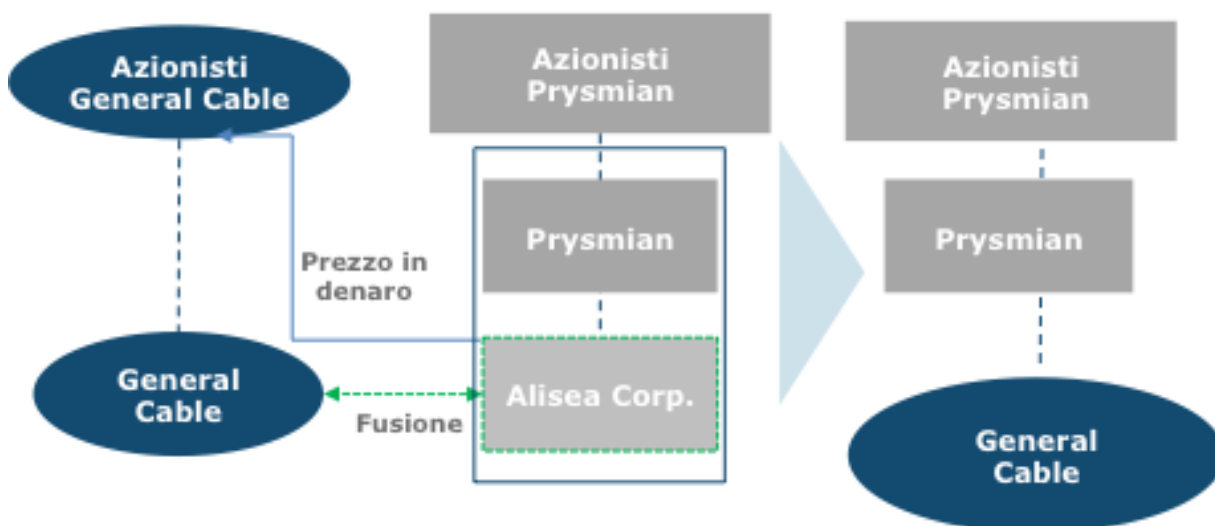 Azionisti
General Cable
Azionisti
Prysmian
Azionisti
Prysmian
Prysmian
Prysmian
Prezzo in
denaro
General
Cable
Fusione
Alisea Corp.
General
Cable